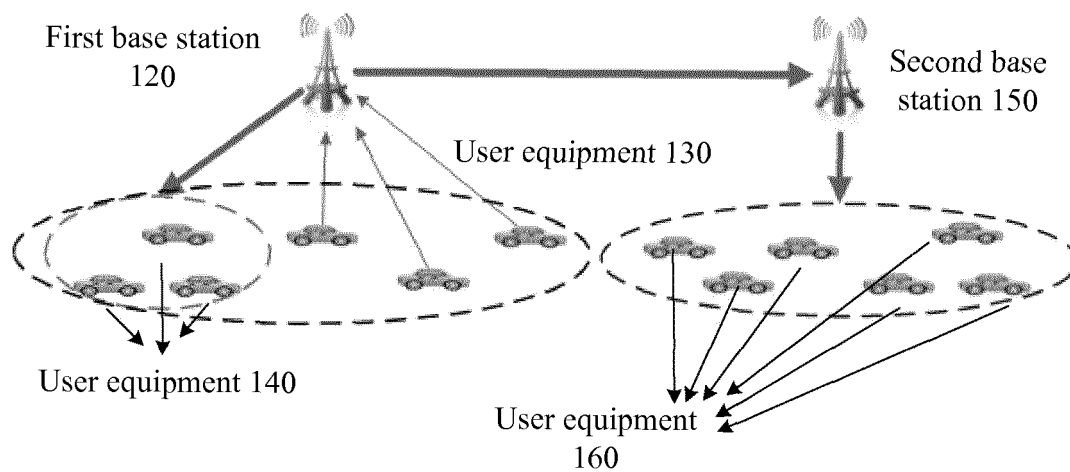 First base station
120
Second base
station 150
User equipment 130
User equipment 140
User equipment
160